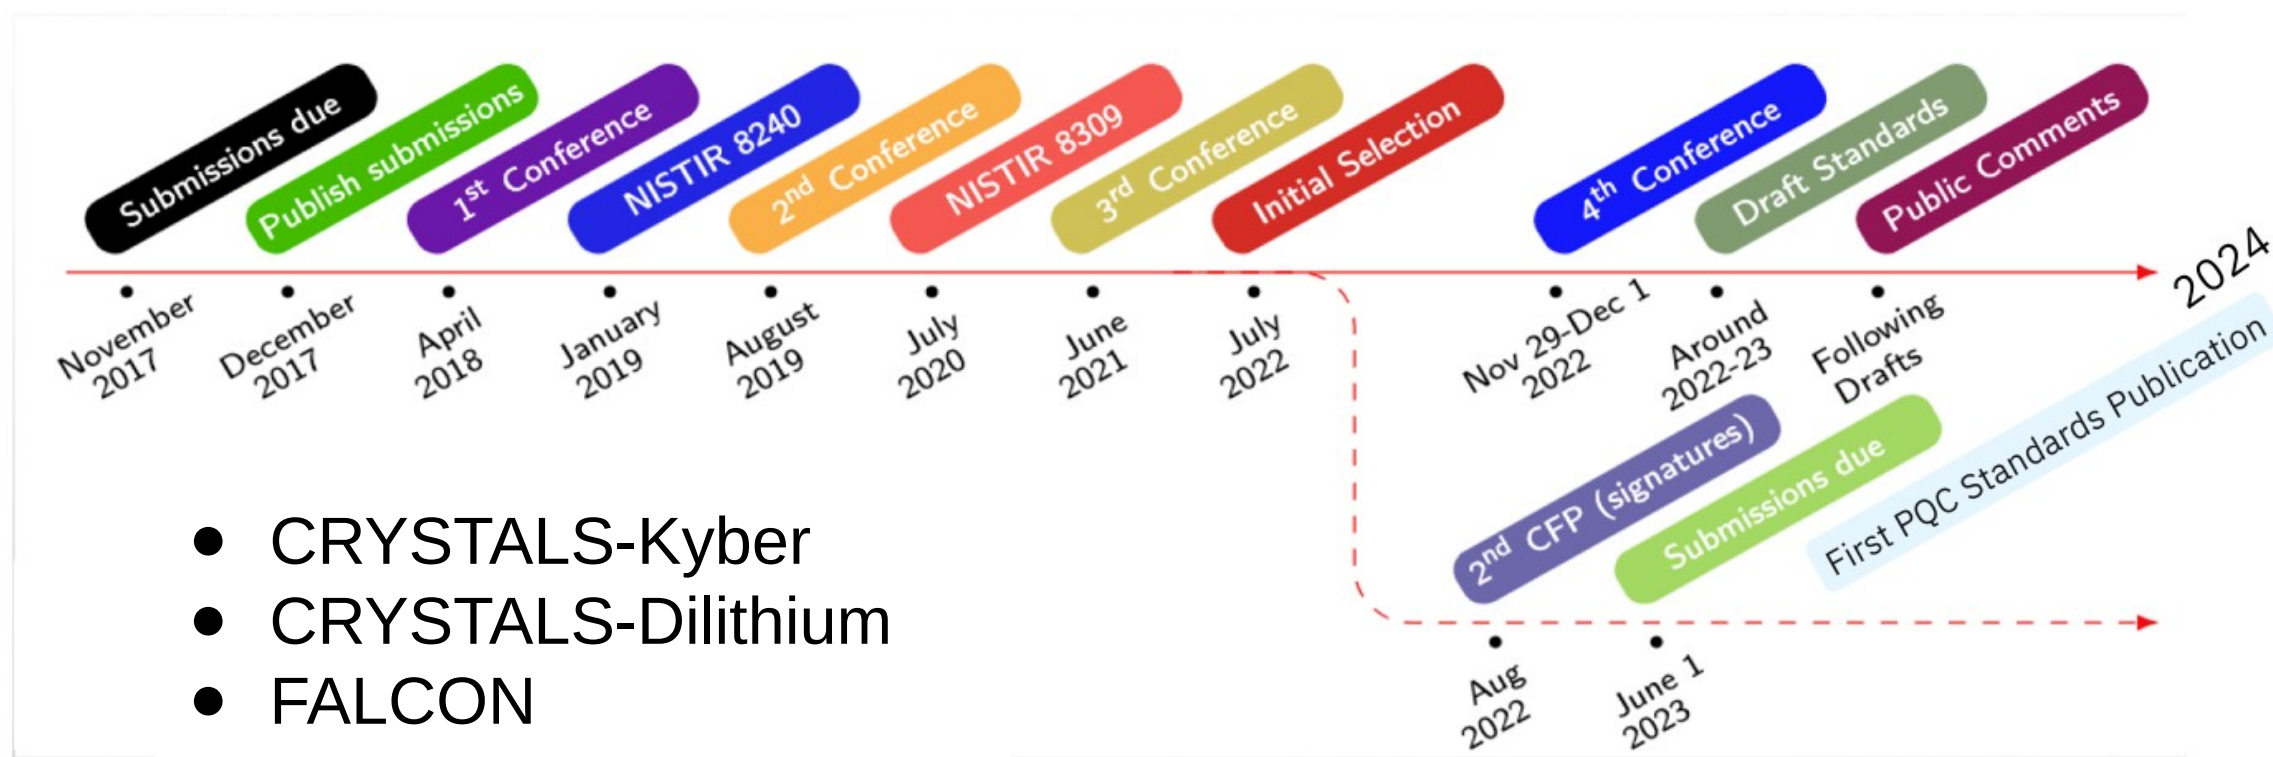 Submissions due
Publish submissions
1st Conference
NISTIR 8240
2nd Conference
NISTIR 8309
3rd Conference
Initial Selection
4th Conference
Draft Standards
Public Comments
November
2017
December
2017
April
2018
January
2019
August
2019
July
2020
June
2021
July
2022
Nov 29-Dec 1
2022
Around
2022-23
Following
Drafts
2024
2nd CFP (signatures)
Submissions due
First PQC Standards Publication
Aug
2022
June 1
2023
• CRYSTALS-Kyber
• CRYSTALS-Dilithium
• FALCON